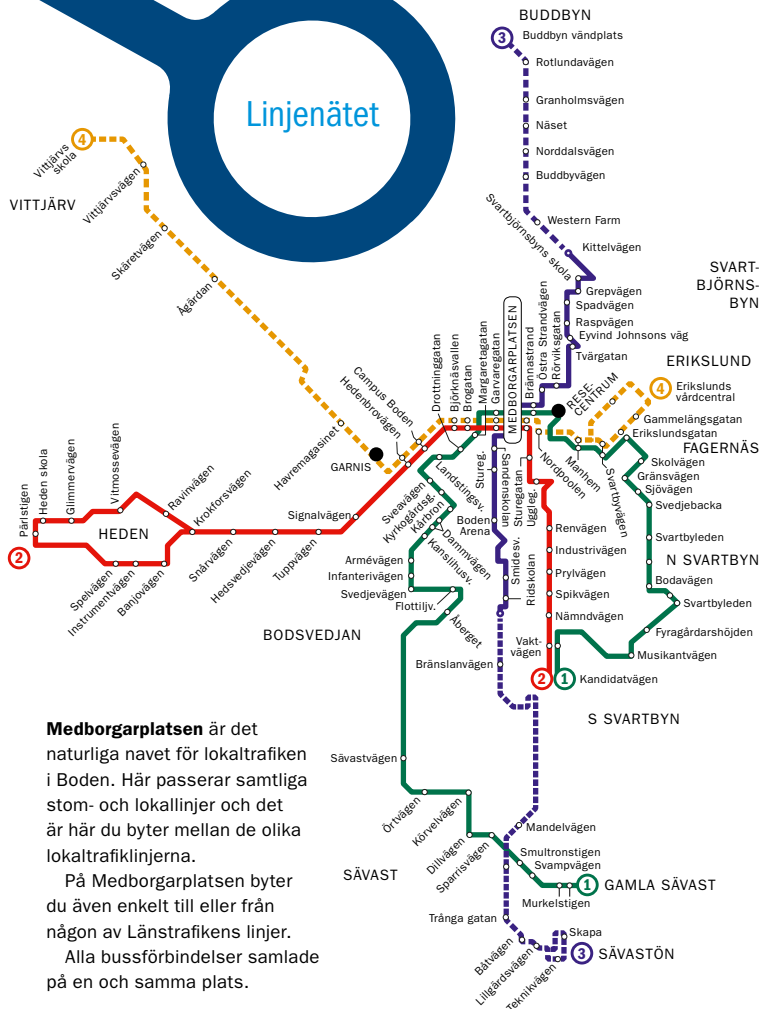 BUDDBYN
3
Buddbyn vändplats
Rotlundavägen
Granholmsvägen
Näset
Norddalsvägen
Buddbyvägen
Western Farm
Kittelvägen
Svartbjörnsbyns skola
Grepvägen
Spadvägen
Raspvägen
Eyvind Johnsons väg
Tvärgatan
SVART-
BJÖRNS-
BYN
Linjenätet
4
Vittjärvs
skola
VITTJÄRV
Vittjärvsvägen
Skäretvägen
Ågårdan
Havremagasinet
GARNIS
Hedenbrovägen
Campus Boden
Drottninggatan
Björknäsvallen
Brogatan
Margaretagatan
Garvaregatan
MEDBORGARPLATSEN
Brännastrand
Östra Strandvägen
Rörviksgatan
RESE-
CENTRUM
ERIKSLUND
4
Erikslunds
vårdcentral
Gammelängsgatan
Erikslundsgatan
FAGERNÄS
Skolvägen
Gränsvägen
Sjövägen
Svedjebacka
Svartbyleden
N SVARTBYN
Bodavägen
Svartbyleden
Fyragårdarshöjden
Musikantvägen
Nordpoolen
Manhem
Svartbyvägen
Pärlstigen
Heden skola
Glimmervägen
Vitmossevägen
Ravinvägen
Krokforsvägen
HEDEN
2
Spelvägen
Instrumentvägen
Banjovägen
Snårvägen
Hedsvedjevägen
Tuppvägen
Signalvägen
Landstingsv.
Sveavägen
Kyrkogårdsg.
Kårbron
Dammvägen
Kanslihusv.
Armévägen
Infanterivägen
Svedjevägen
Flottiljv.
Åberget
BODSVEDJAN
Stureg.
Sandenskolan
Boden
Arena
Smidesv.
Ridskolan
Bränslanvägen
Sturegatan
Uggleg.
Renvägen
Industrivägen
Prylvägen
Spikvägen
Nämndvägen
Vakt-
vägen
2
1
Kandidatvägen
S SVARTBYN
Sävastvägen
Örtvägen
Körvelvägen
Dillvägen
Sparrisvägen
SÄVAST
Mandelvägen
Smultronstigen
Svampvägen
1
GAMLA SÄVAST
Murkelstigen
Trånga gatan
Båtvägen
Lillgårdsvägen
Teknikvägen
Skapa
3
SÄVASTÖN
Medborgarplatsen är det
naturliga navet för lokaltrafiken
i Boden. Här passerar samtliga
stom- och lokallinjer och det
är här du byter mellan de olika
lokaltrafiklinjerna.
På Medborgarplatsen byter
du även enkelt till eller från
någon av Länstrafikens linjer.
Alla bussförbindelser samlade
på en och samma plats.